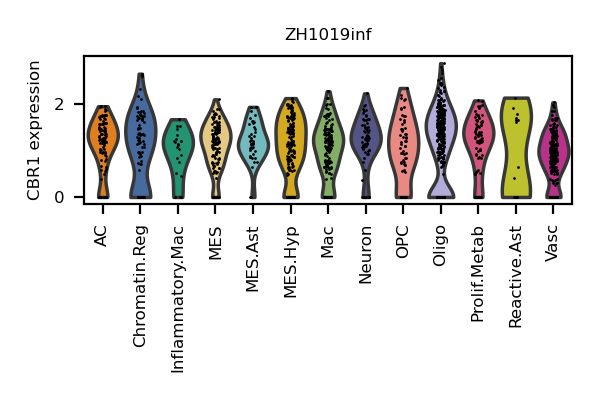 ZH1019inf
CBR1 expression
2
0
AC
Chromatin.Reg
Inflammatory.Mac
MES
MES.Ast
MES.Hyp
Mac
Neuron
OPC
Oligo
Prolif.Metab
Reactive.Ast
Vasc